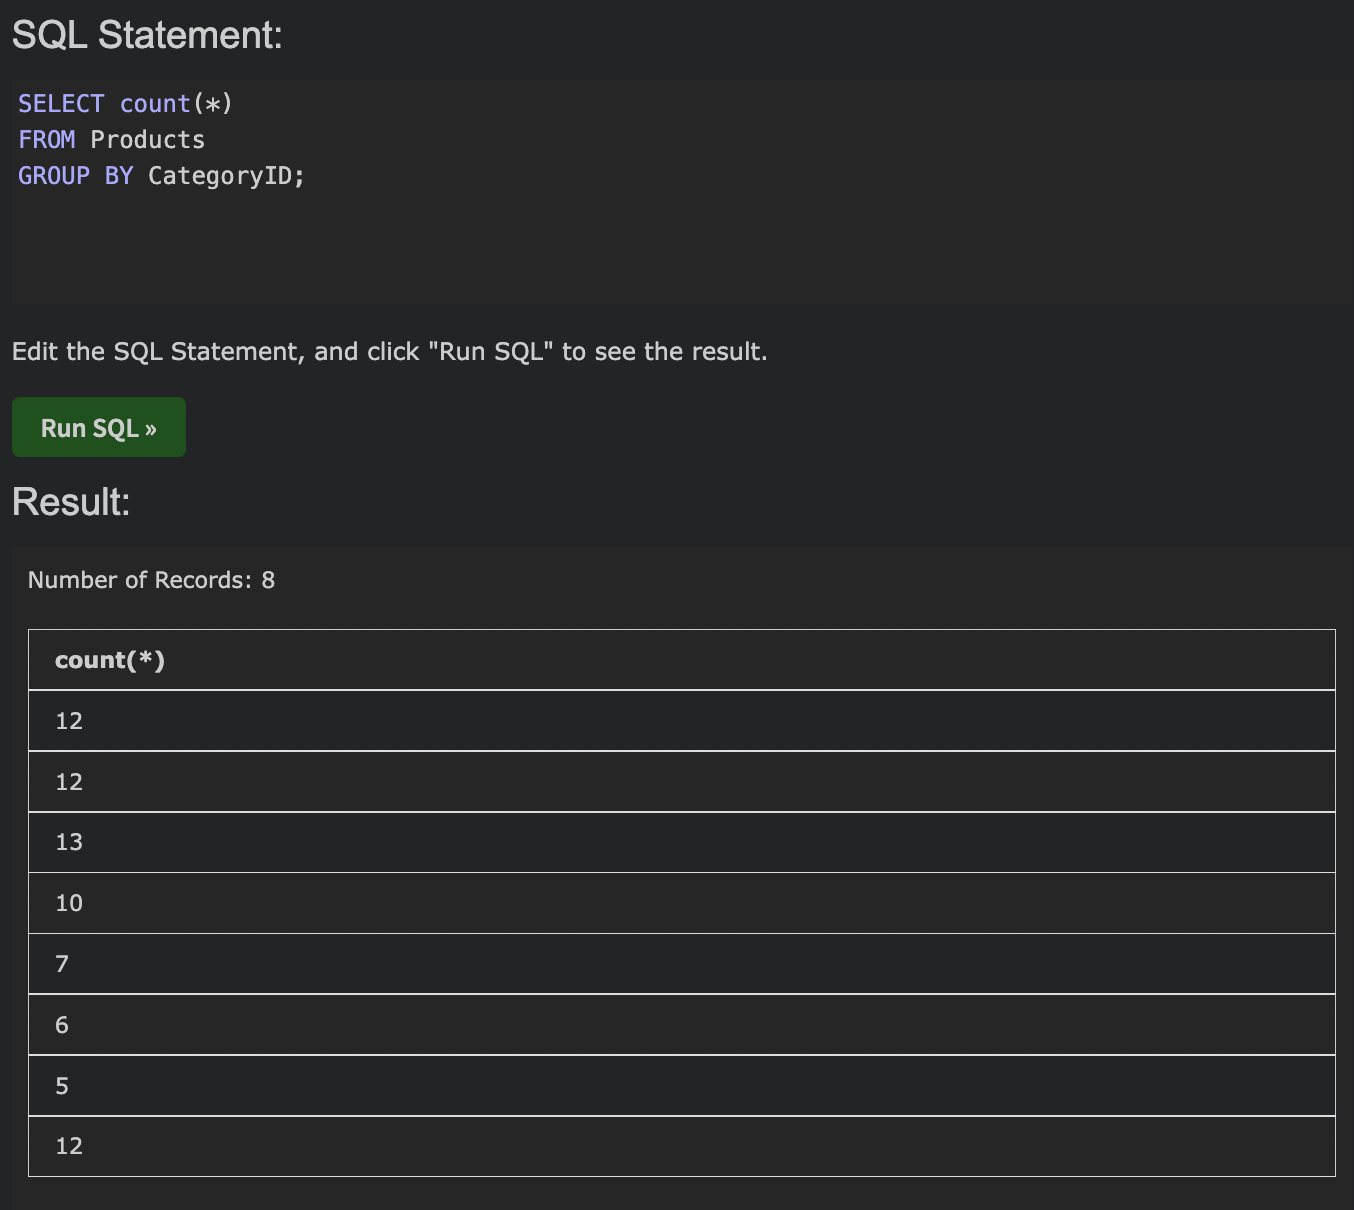 SQL Statement:
SELECT count(*)
FROM Products
GROUP BY CategoryID;
Edit the SQL Statement, and click "Run SQL" to see the result.
Run SQL »
Result:
Number of Records: 8
count(*)
12
12
13
10
7
6
5
12